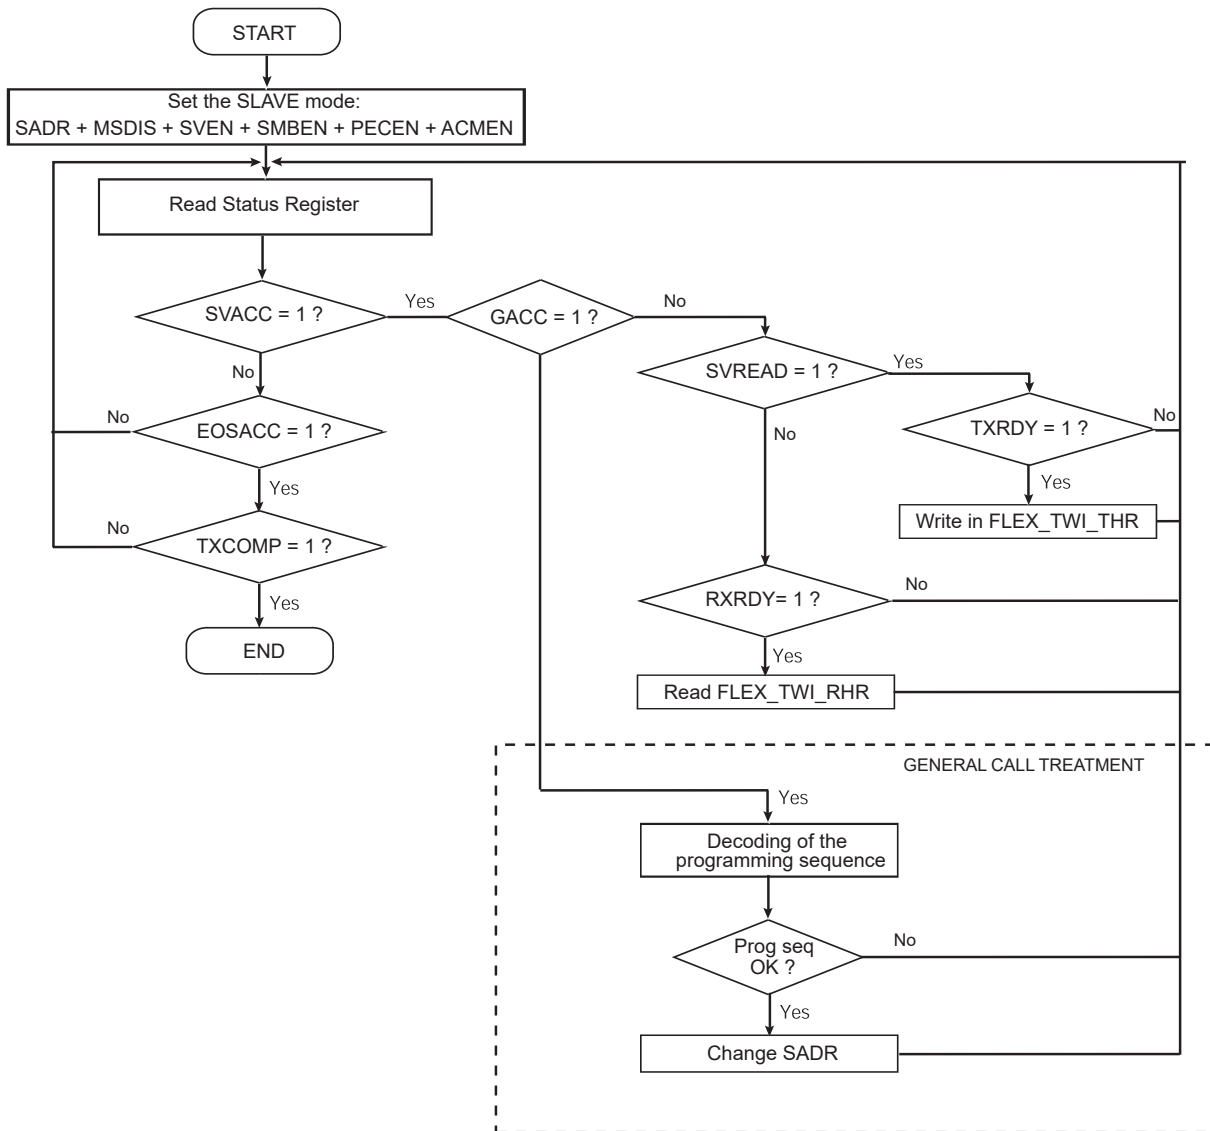 START
Set the SLAVE mode:
SADR + MSDIS + SVEN + SMBEN + PECEN + ACMEN
Read Status Register
SVACC = 1 ?
Yes
GACC = 1 ?
No
SVREAD = 1 ?
Yes
No
EOSACC = 1 ?
No
TXRDY = 1 ?
No
No
Yes
Yes
Write in FLEX_TWI_THR
TXCOMP = 1 ?
No
Yes
RXRDY= 1 ?
No
END
Yes
Read FLEX_TWI_RHR
GENERAL CALL TREATMENT
Yes
Decoding of the
programming sequence
Prog seq
OK ?
No
Yes
Change SADR